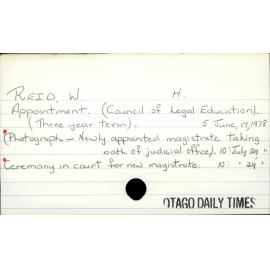 REID, W. H.
Appointment. (Council of Legal Education).
(Three year term). 5: June, 14, 1978
(Photograph - Newly appointed magistrate taking
oath of judicial office). 10: July 29 "
Ceremony in court for new magistrate. 10: " 29 "
OTAGO DAILY TIMES